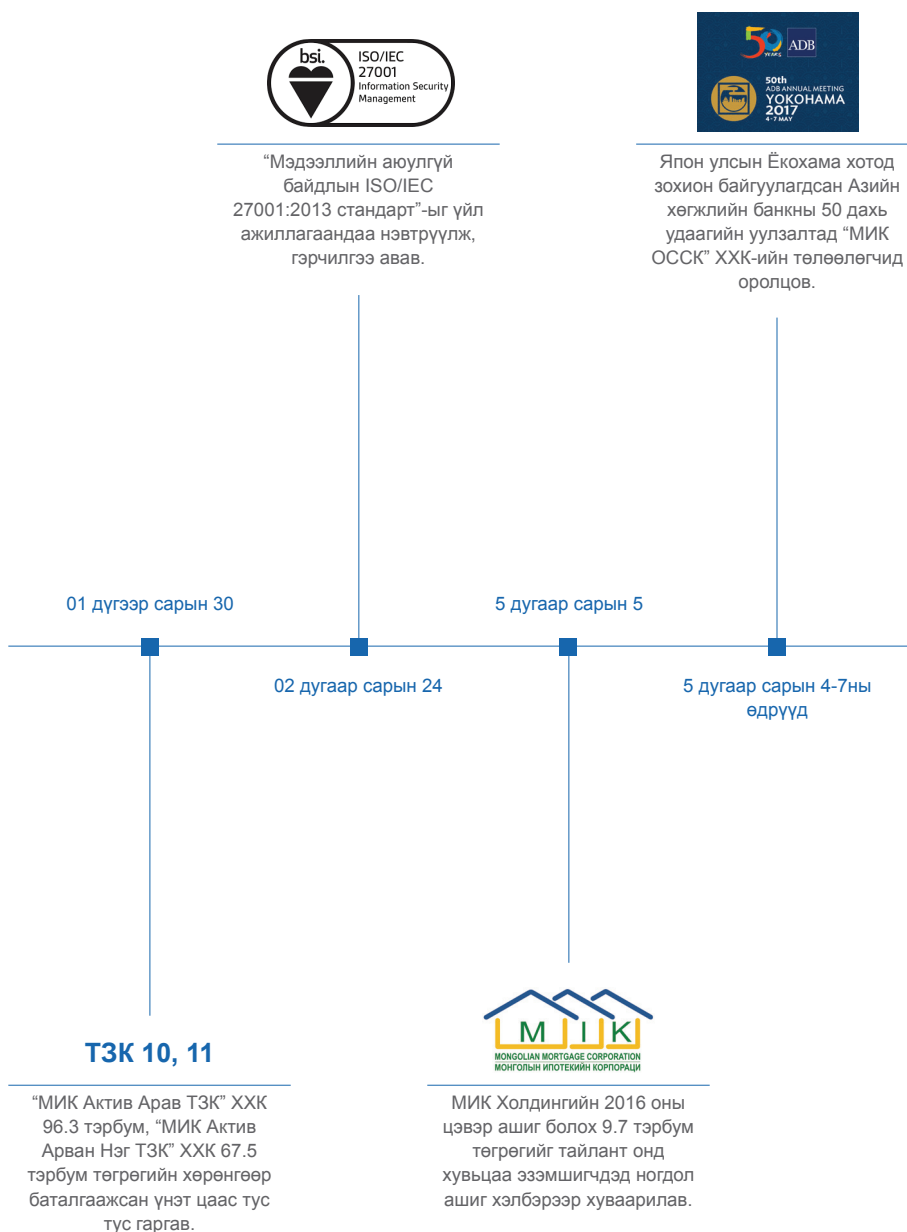 bsi.
ISO/IEC
27001
Information Security
Management
“Мэдээллийн аюулгүй
байдлын ISO/IEC
27001:2013 стандарт”-ыг үйл
ажиллагаандаа нэвтрүүлж,
гэрчилгээ авав.
50
YEARS
ADB
50th
ADB ANNUAL MEETING
YOKOHAMA
2017
4-7 MAY
Япон улсын Ёкохама хотод
зохион байгуулагдсан Азийн
хөгжлийн банкны 50 дахь
удаагийн уулзалтад “МИК
ОССК” ХХК-ийн төлөөлөгчид
оролцов.
01 дүгээр сарын 30
5 дугаар сарын 5
02 дугаар сарын 24
5 дугаар сарын 4-7ны
өдрүүд
ТЗК 10, 11
“МИК Актив Арав ТЗК” ХХК
96.3 тэрбум, “МИК Актив
Арван Нэг ТЗК” ХХК 67.5
тэрбум төгрөгийн хөрөнгөөр
баталгаажсан үнэт цаас тус
тус гаргав.
MIK
MONGOLIAN MORTGAGE CORPORATION
МОНГОЛЫН ИПОТЕКИЙН КОРПОРАЦИ
МИК Холдингийн 2016 оны
цэвэр ашиг болох 9.7 тэрбум
төгрөгийг тайлант онд
хувьцаа эзэмшигчдэд ногдол
ашиг хэлбэрээр хуваарилав.